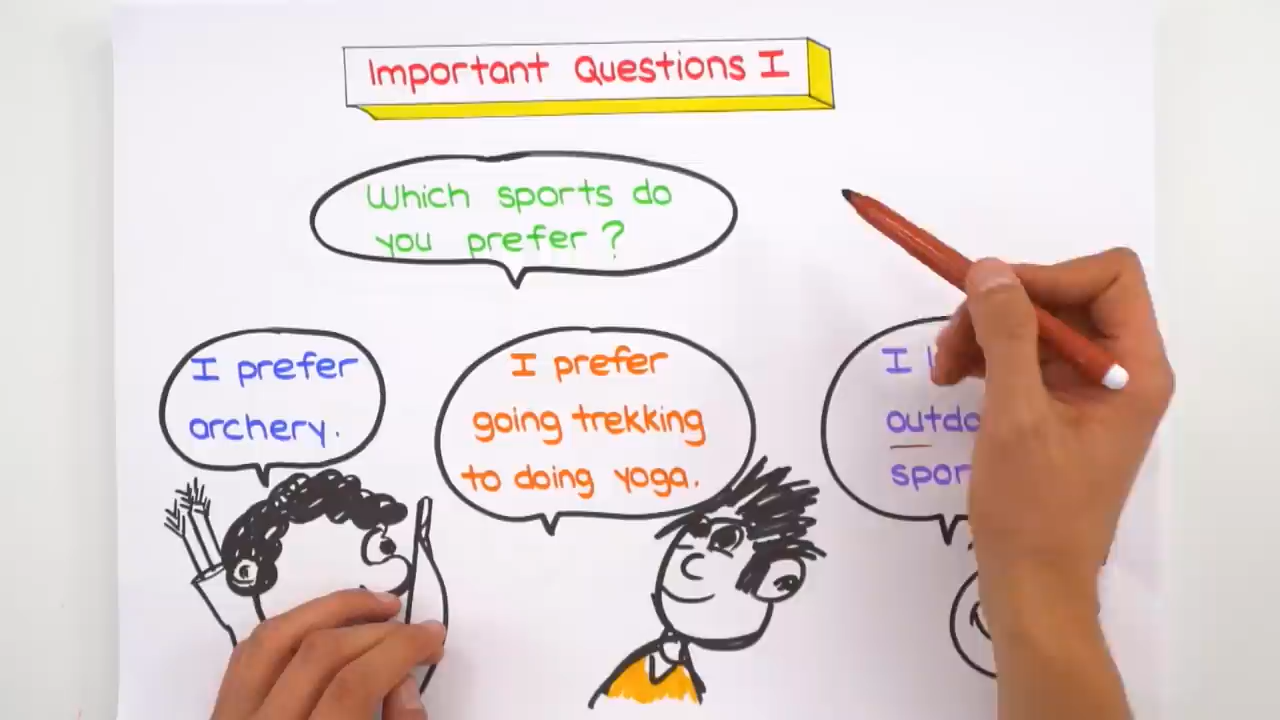 Important Questions I
Which sports do
you prefer?
I prefer
archery.
I prefer
going trekking
to doing yoga.
I